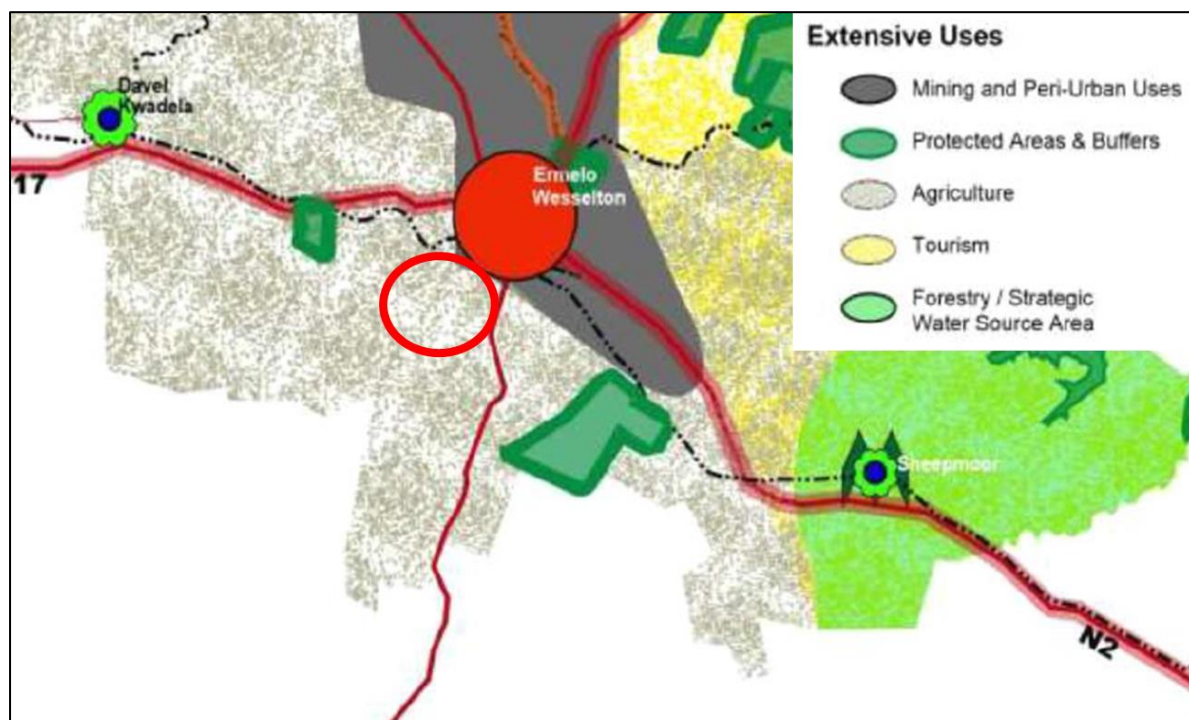 Extensive Uses
Mining and Peri-Urban Uses
Protected Areas & Buffers
Agriculture
Tourism
Forestry / Strategic
Water Source Area
Davel
Kwadela
17
Ermelo
Wesselton
Sheepmoor
N2